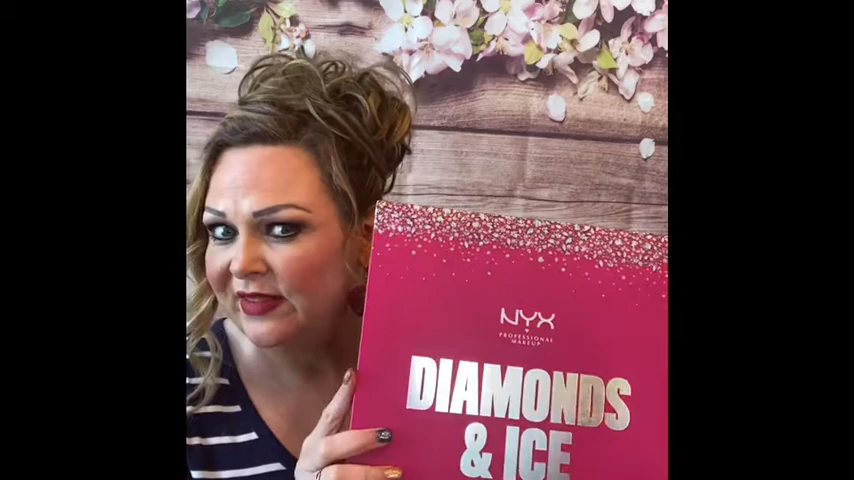 NYX
PROFESSIONAL
MAKEUP
DIAMONDS
& ICE